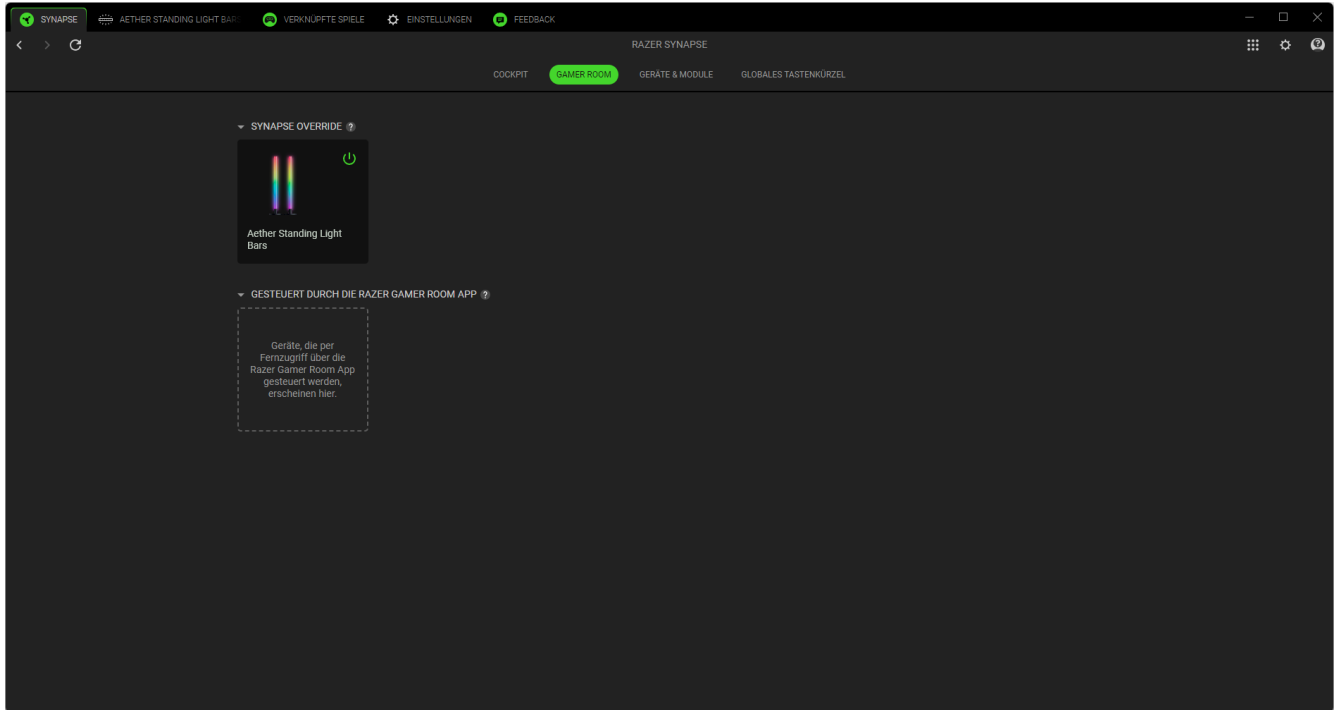 SYNAPSE
AETHER STANDING LIGHT BAR
VERKNÜPFTE SPIELE
EINSTELLUNGEN
FEEDBACK
RAZER SYNAPSE
COCKPIT
GAMER ROOM
GERÄTE & MODULE
GLOBALES TASTENKÜRZEL
SYNAPSE OVERRIDE ?
Aether Standing Light
Bars
GESTEUERT DURCH DIE RAZER GAMER ROOM APP ?
Geräte, die per
Fernzugriff über die
Razer Gamer Room App
gesteuert werden,
erscheinen hier.